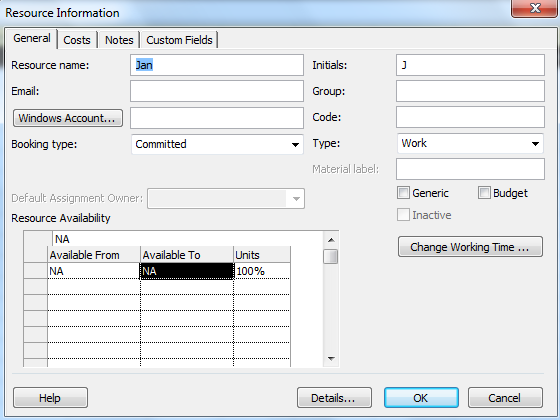 Resource Information
General Costs Notes Custom Fields
Resource name: Jan Initials: J
Email: Group:
Windows Account... Code:
Booking type: Committed Type: Work
Material label:
Default Assignment Owner: Generic Budget
Inactive
Resource Availability
NA
Change Working Time ...
Available From Available To Units
NA NA 100%
Help Details... OK Cancel